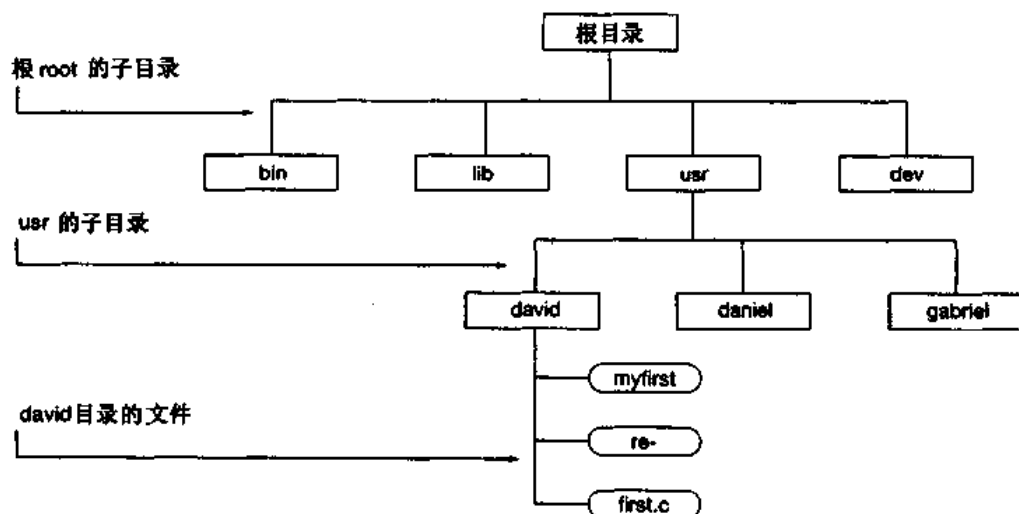 根目录
根 root 的子目录
bin
lib
usr
dev
usr 的子目录
david
daniel
gabriel
myfirst
david目录的文件
re-
first.c